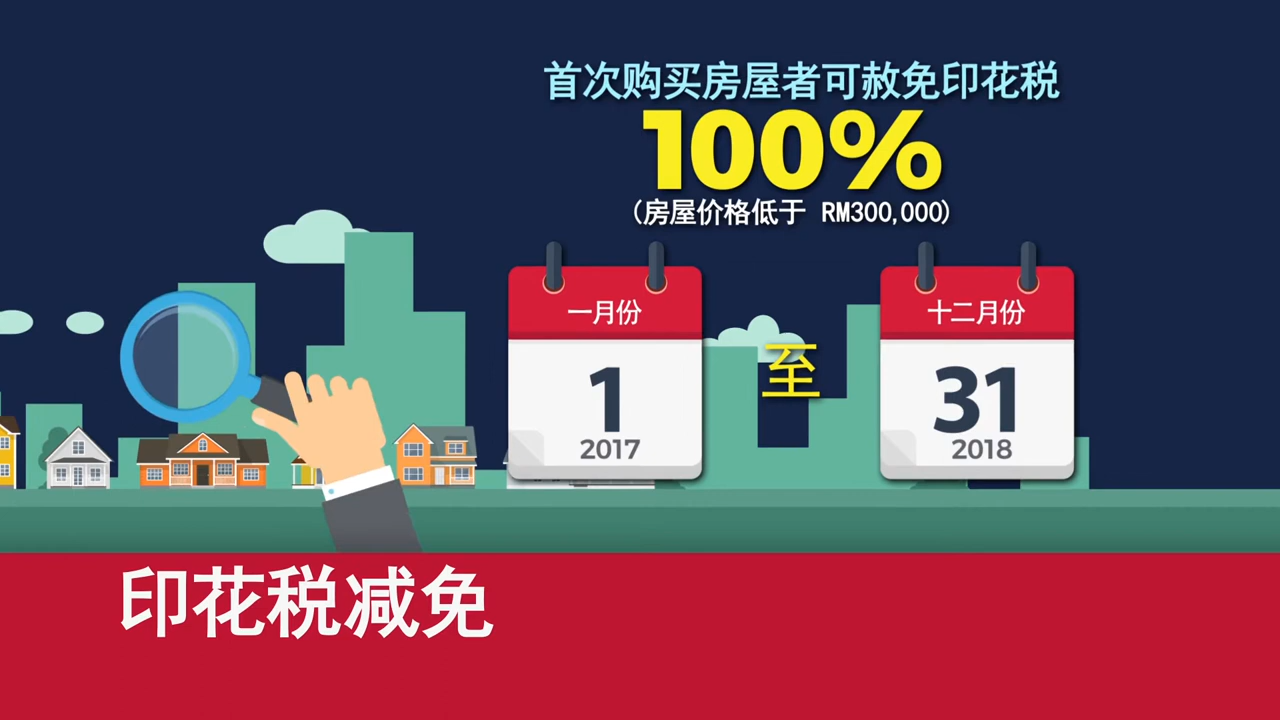 首次购买房屋者可赦免印花税
100%
(房屋价格低于 RM300,000)
一月份
1
2017
至
十二月份
31
2018
印花税减免